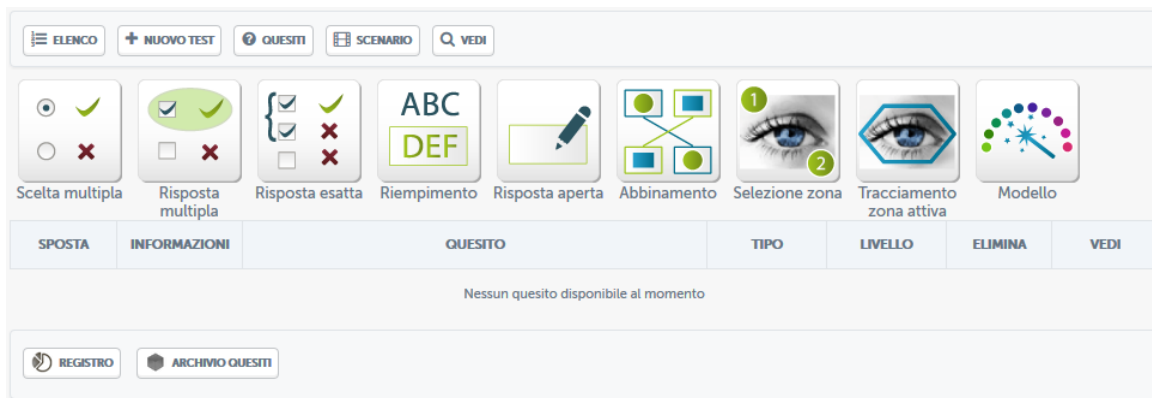 ELENCO
NUOVO TEST
QUESITI
SCENARIO
VEDI
ABC
DEF
1
2
Scelta multipla
Risposta
multipla
Risposta esatta
Riempimento
Risposta aperta
Abbinamento
Selezione zona
Tracciamento
zona attiva
Modello
SPOSTA
INFORMAZIONI
QUESITO
TIPO
LIVELLO
ELIMINA
VEDI
Nessun quesito disponibile al momento
REGISTRO
ARCHIVIO QUESITI